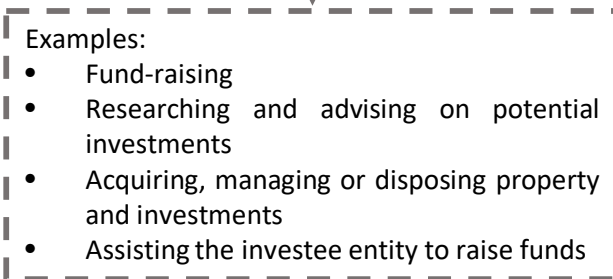 Examples:
• Fund-raising
• Researching and advising on potential
investments
• Acquiring, managing or disposing property
and investments
• Assisting the investee entity to raise funds